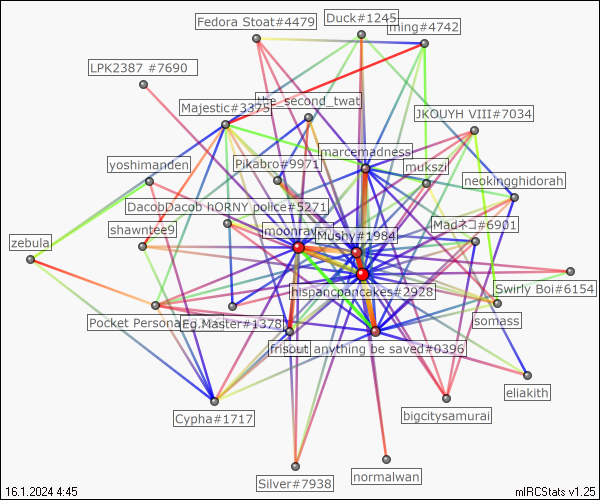 Fedora Stoat#4479
Duck#1245
ming#4742
LPK2387 #7690
Majestic#3375
the_second_twat
JKOUYH VIII#7034
marcemadness
yoshimanden
Pikabro#9971
mukszi
neokingghidorah
DacobDacob hORNY police#5271
Madネコ#6901
shawntee9
moonra
Mushy#1984
zebula
hispancpancakes#2928
Swirly Boi#6154
Pocket Persona
Eg.Master#1378
somass
frisout
anything be saved#0396
eliakith
Cypha#1717
bigcitysamurai
Silver#7938
normalwan
16.1.2024 4:45
mIRCStats v1.25